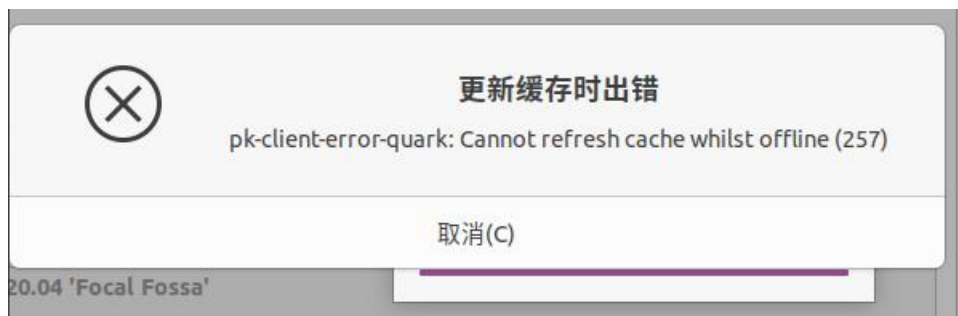 更新缓存时出错
pk-client-error-quark: Cannot refresh cache whilst offline (257)
取消(C)
20.04 'Focal Fossa'